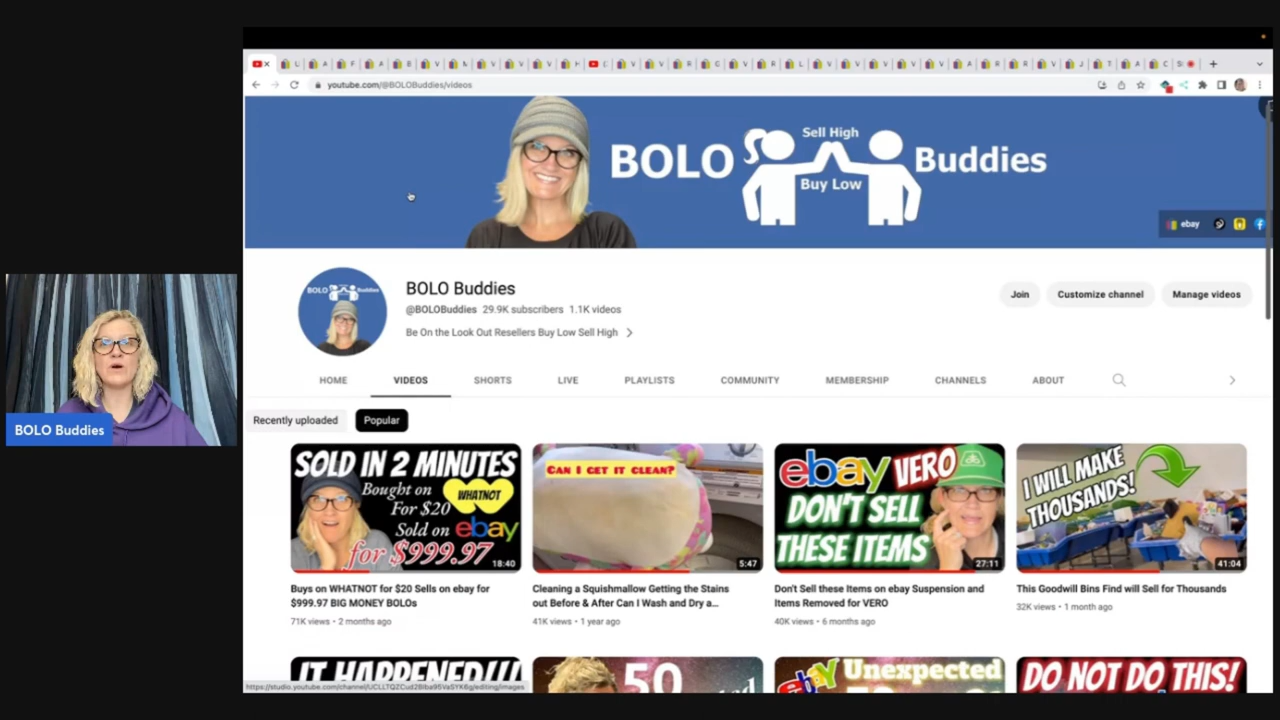 youtube.com/@BOLOBuddies/videos
BOLO
Sell High
Buy Low
Buddies
ebay
BOLO Buddies
BOLO Buddies
@BOLOBuddies 29.9K subscribers 1.1K videos
Be On the Look Out Resellers Buy Low Sell High
Join
Customize channel
Manage videos
HOME
VIDEOS
SHORTS
LIVE
PLAYLISTS
COMMUNITY
MEMBERSHIP
CHANNELS
ABOUT
Recently uploaded
Popular
BOLO Buddies
SOLD IN 2 MINUTES
Bought on WHATNOT
For $20
Sold on ebay
for $999.97
18:40
CAN I GET IT CLEAN?
5:47
ebay VERO
DON'T SELL
THESE ITEMS
27:11
I WILL MAKE
THOUSANDS!
41:04
Buys on WHATNOT for $20 Sells on ebay for
$999.97 BIG MONEY BOLOs
71K views • 2 months ago
Cleaning a Squishmallow Getting the Stains
out Before & After Can I Wash and Dry a...
41K views • 1 year ago
Don't Sell these Items on ebay Suspension and
Items Removed for VERO
40K views • 6 months ago
This Goodwill Bins Find will Sell for Thousands
32K views • 1 month ago
IT HAPPENED!!!
50
ebay Unexpected
DO NOT DO THIS!